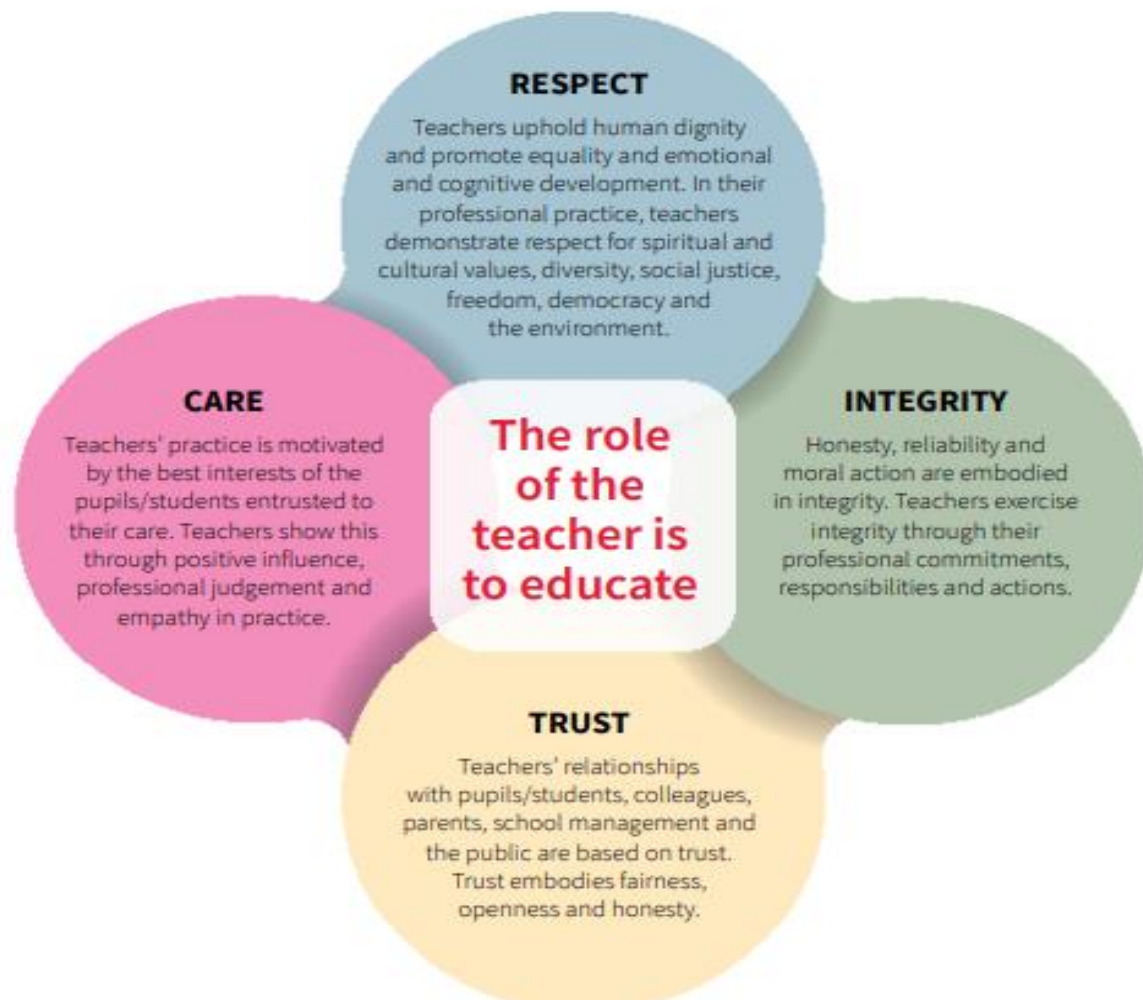 RESPECT
Teachers uphold human dignity
and promote equality and emotional
and cognitive development. In their
professional practice, teachers
demonstrate respect for spiritual and
cultural values, diversity, social justice,
freedom, democracy and
the environment.
CARE
Teachers' practice is motivated
by the best interests of the
pupils/students entrusted to
their care. Teachers show this
through positive influence,
professional judgement and
empathy in practice.
The role
of the
teacher is
to educate
INTEGRITY
Honesty, reliability and
moral action are embodied
in integrity. Teachers exercise
integrity through their
professional commitments,
responsibilities and actions.
TRUST
Teachers' relationships
with pupils/students, colleagues,
parents, school management and
the public are based on trust.
Trust embodies fairness,
openness and honesty.